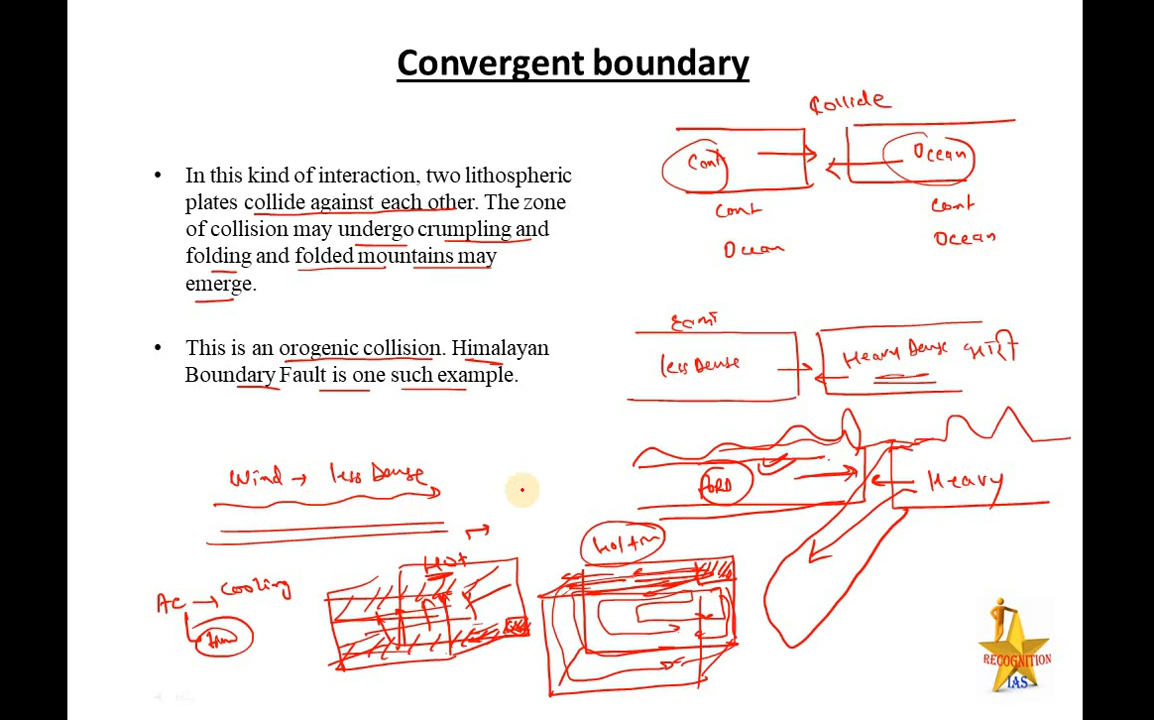 Convergent boundary
• In this kind of interaction, two lithospheric
plates collide against each other. The zone
of collision may undergo crumpling and
folding and folded mountains may
emerge.
• This is an orogenic collision. Himalayan
Boundary Fault is one such example.
Collide
Cont
Ocean
Cont
Cont
Ocean
Ocean
less Dense
Heavy Dense भारी
FORD
Heavy
Wind → less Dense
Hot
AC → Cooling
RECOGNITION
IAS